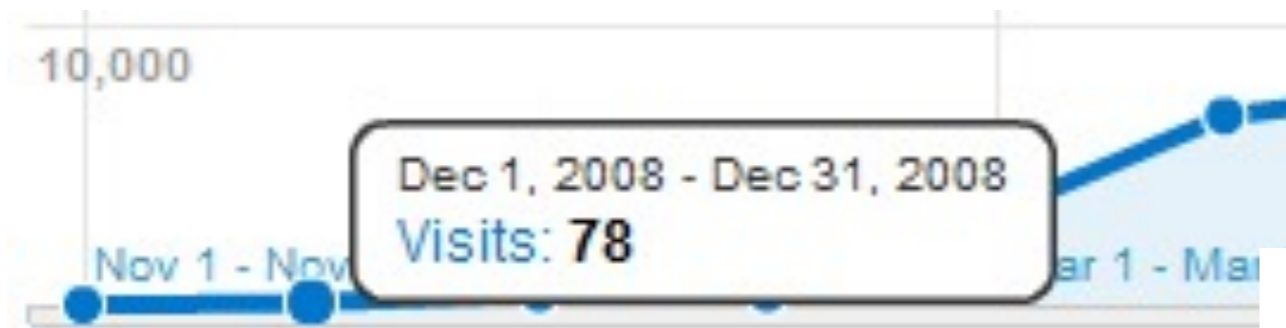 10,000
Dec 1, 2008 - Dec 31, 2008
Visits: 78
Nov 1 - Nov
ar 1 - Mar